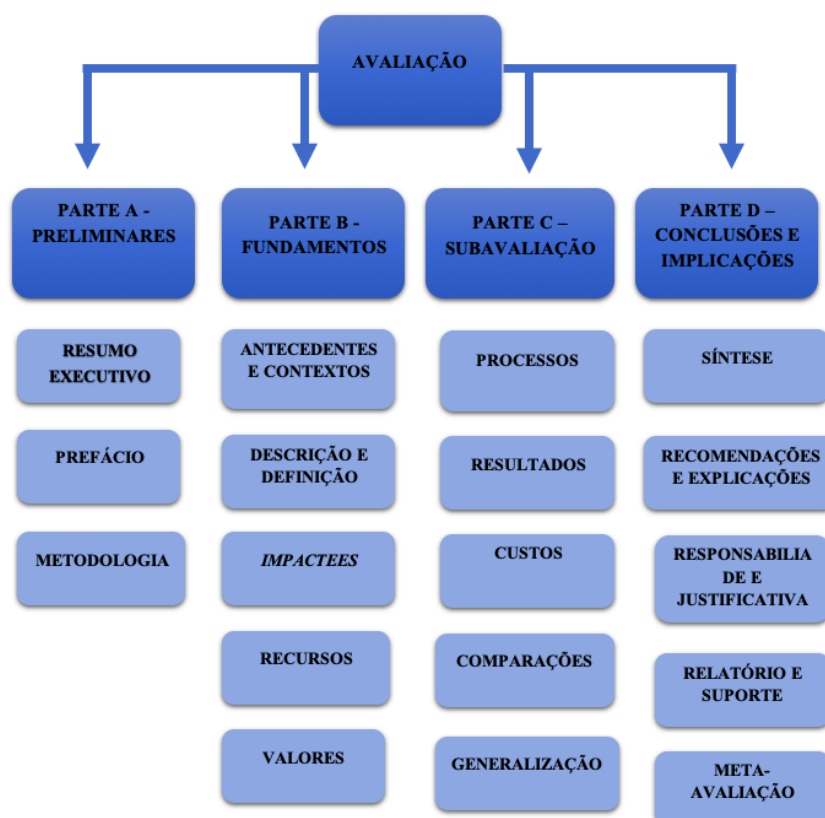 AVALIAÇÃO
PARTE A -
PRELIMINARES
RESUMO
EXECUTIVO
PREFÁCIO
METODOLOGIA
PARTE B -
FUNDAMENTOS
ANTECEDENTES
E CONTEXTOS
DESCRIÇÃO E
DEFINIÇÃO
IMPACTEES
RECURSOS
VALORES
PARTE C –
SUBAVALIAÇÃO
PROCESSOS
RESULTADOS
CUSTOS
COMPARAÇÕES
GENERALIZAÇÃO
PARTE D –
CONCLUSÕES E
IMPLICAÇÕES
SÍNTESE
RECOMENDAÇÕES
E EXPLICAÇÕES
RESPONSABILIA
DE E
JUSTIFICATIVA
RELATÓRIO E
SUPORTE
META-
AVALIAÇÃO